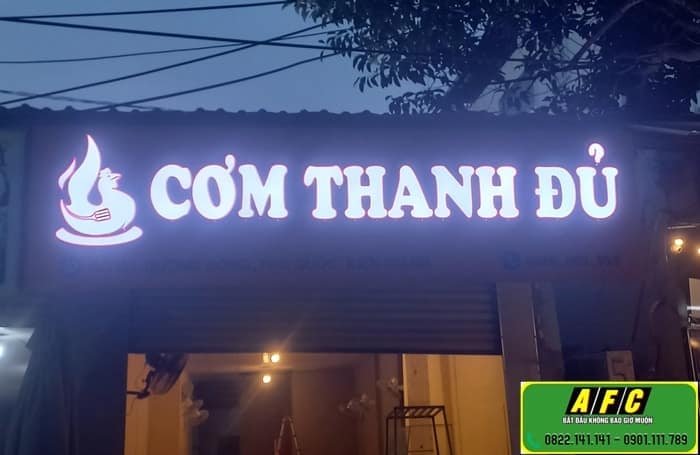 CƠM THANH ĐỦ
AFC
BẮT ĐẦU KHÔNG BAO GIỜ MUỘN
0822.141.141 - 0901.111.789